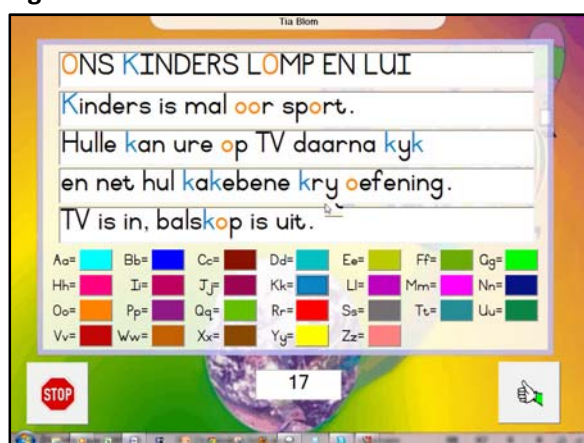 Tia Blom
ONS KINDERS LOMP EN LUI
Kinders is mal oor sport.
Hulle kan ure op TV daarna kyk
en net hul kakebene kry oefening.
TV is in, balskop is uit.
Aa= Bb= Cc= Dd= Ee= Ff= Gg=
Hh= Ii= Jj= Kk= Ll= Mm= Nn=
Oo= Pp= Qq= Rr= Ss= Tt= Uu=
Vv= Ww= Xx= Yy= Zz=
STOP
17